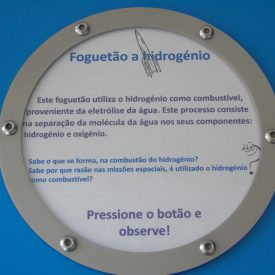 Foguetão a hidrogénio
Este foguetão utiliza o hidrogénio como combustível,
proveniente da eletrólise da água. Este processo consiste
na separação da molécula da água nos seus componentes:
hidrogénio e oxigénio.
Sabe o que se forma, na combustão do hidrogénio?
Sabe por que razão nas missões espaciais, é utilizado o hidrogénio
como combustível?
Pressione o botão e
observe!